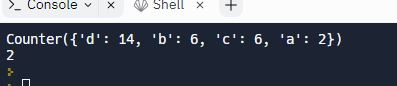 >_ Console × Shell × +
Counter({'d': 14, 'b': 6, 'c': 6, 'a': 2})
2
>
>